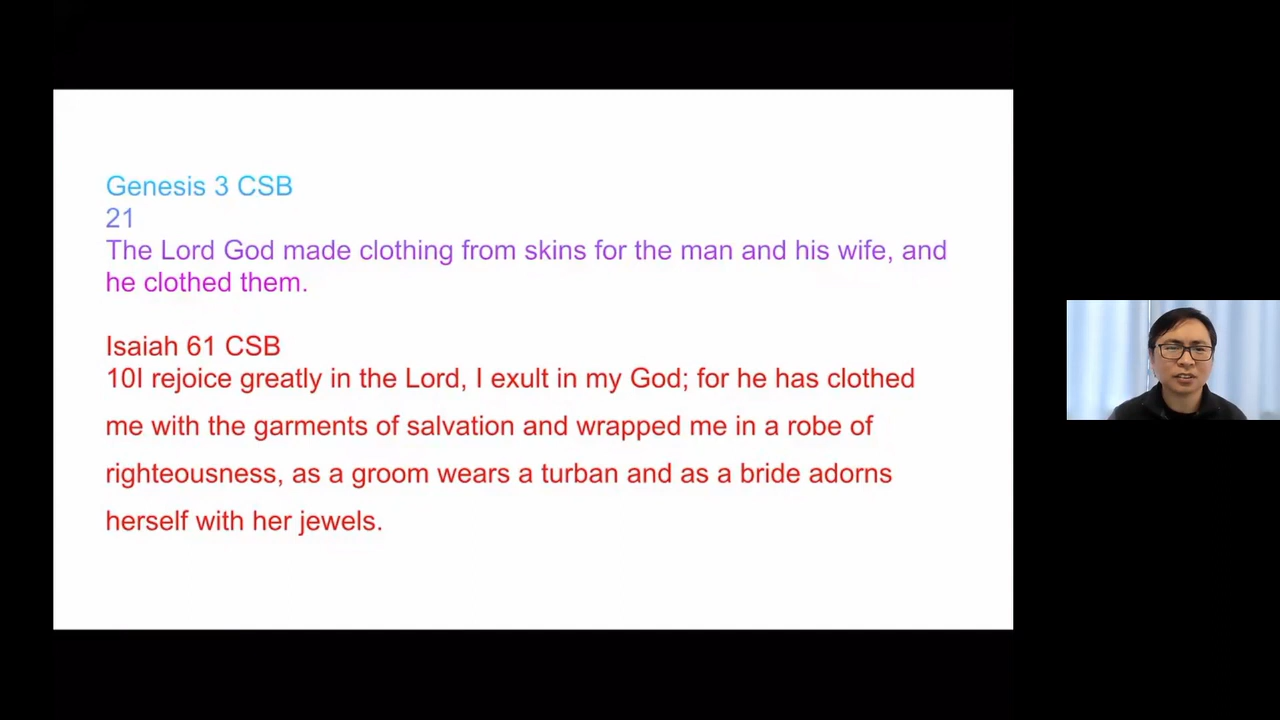 Genesis 3 CSB
21
The Lord God made clothing from skins for the man and his wife, and
he clothed them.
Isaiah 61 CSB
10I rejoice greatly in the Lord, I exult in my God; for he has clothed
me with the garments of salvation and wrapped me in a robe of
righteousness, as a groom wears a turban and as a bride adorns
herself with her jewels.